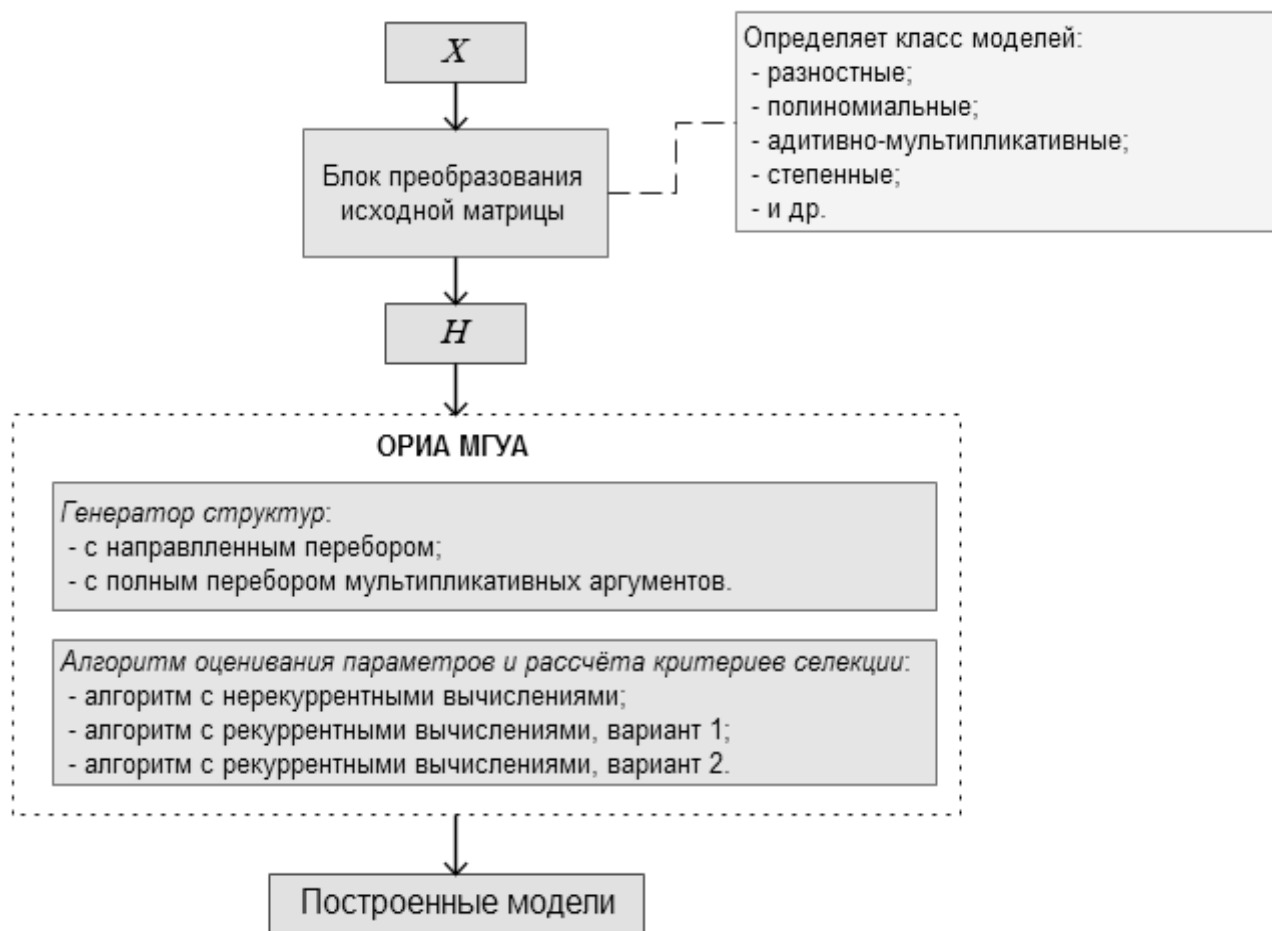 X
Определяет класс моделей:
- разностные;
- полиномиальные;
- адитивно-мультипликативные;
- степенные;
- и др.
Блок преобразования
исходной матрицы
H
ОРИА МГУА
Генератор структур:
- с направлленным перебором;
- с полным перебором мультипликативных аргументов.
Алгоритм оценивания параметров и рассчёта критериев селекции:
- алгоритм с нерекуррентными вычислениями;
- алгоритм с рекуррентными вычислениями, вариант 1;
- алгоритм с рекуррентными вычислениями, вариант 2.
Построенные модели